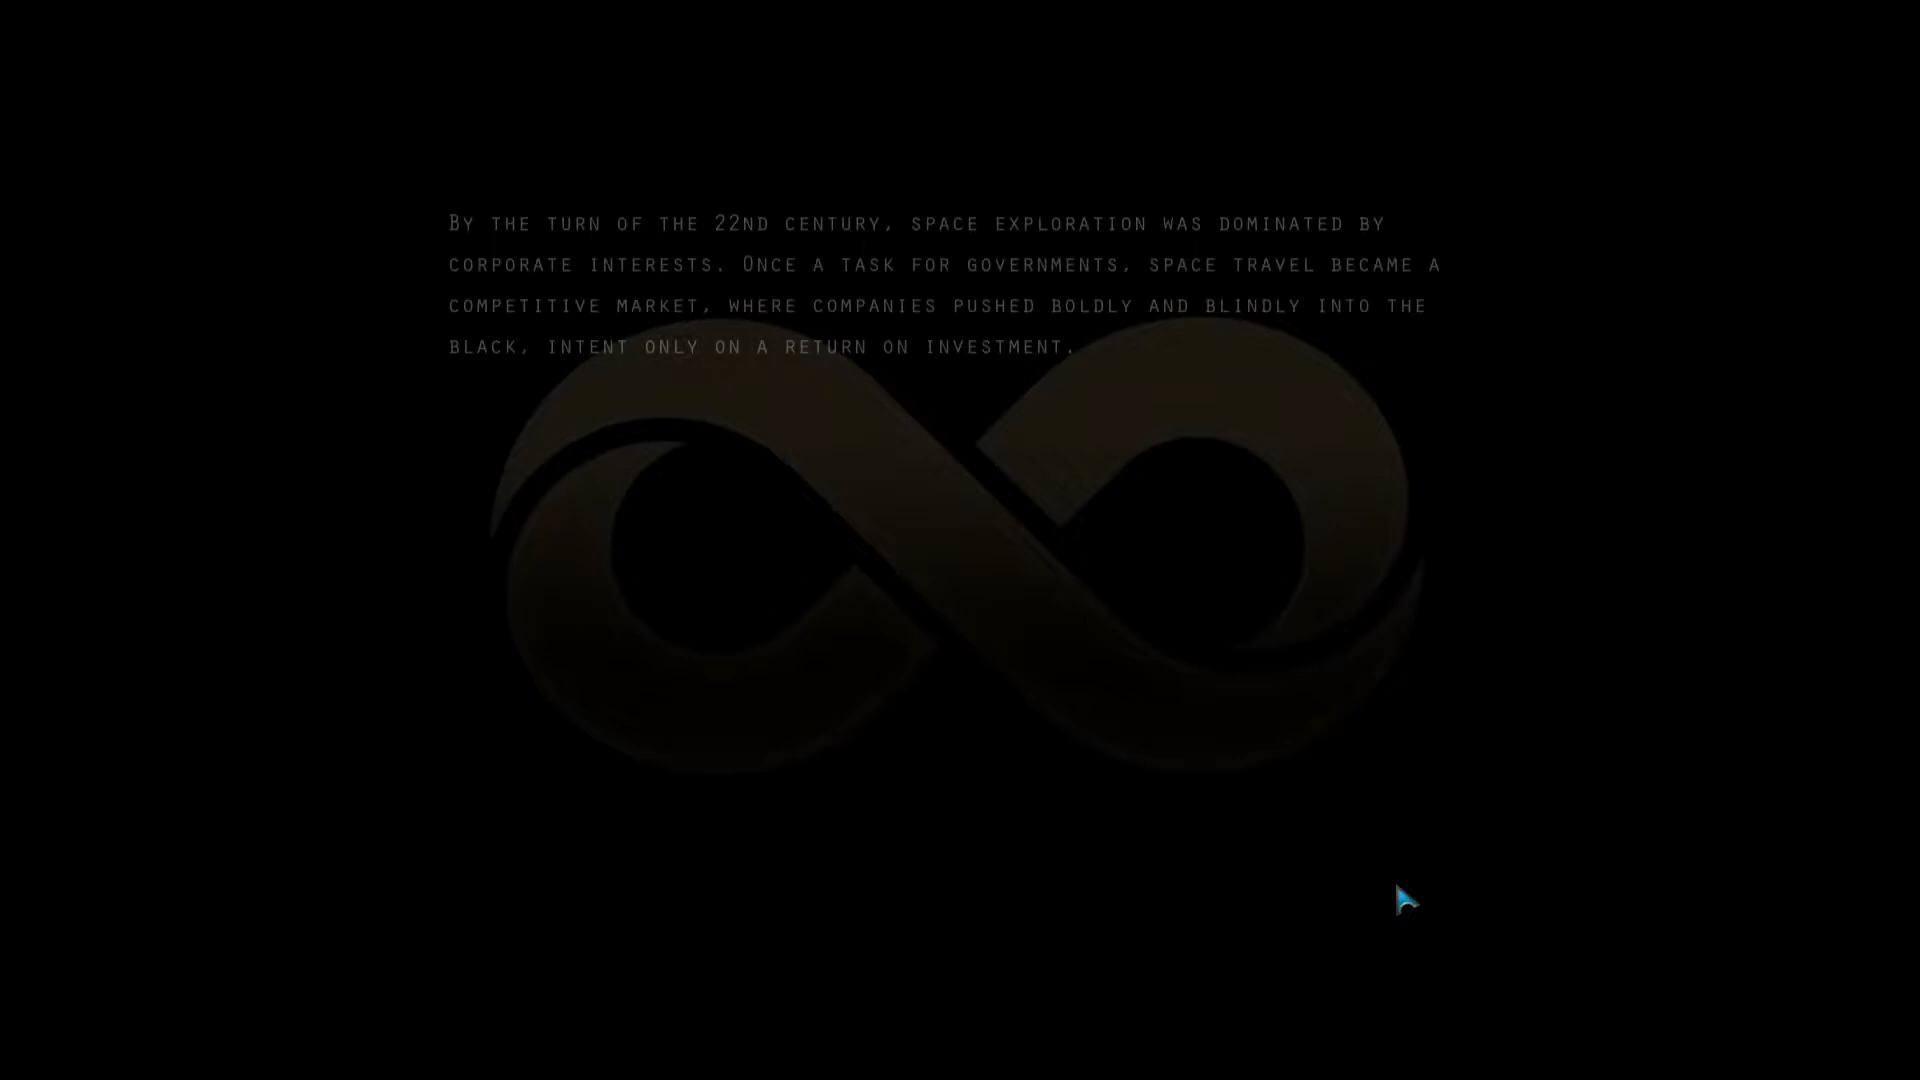 By the turn of the 22nd century, space exploration was dominated by
corporate interests. Once a task for governments, space travel became a
competitive market, where companies pushed boldly and blindly into the
black, intent only on a return on investment.